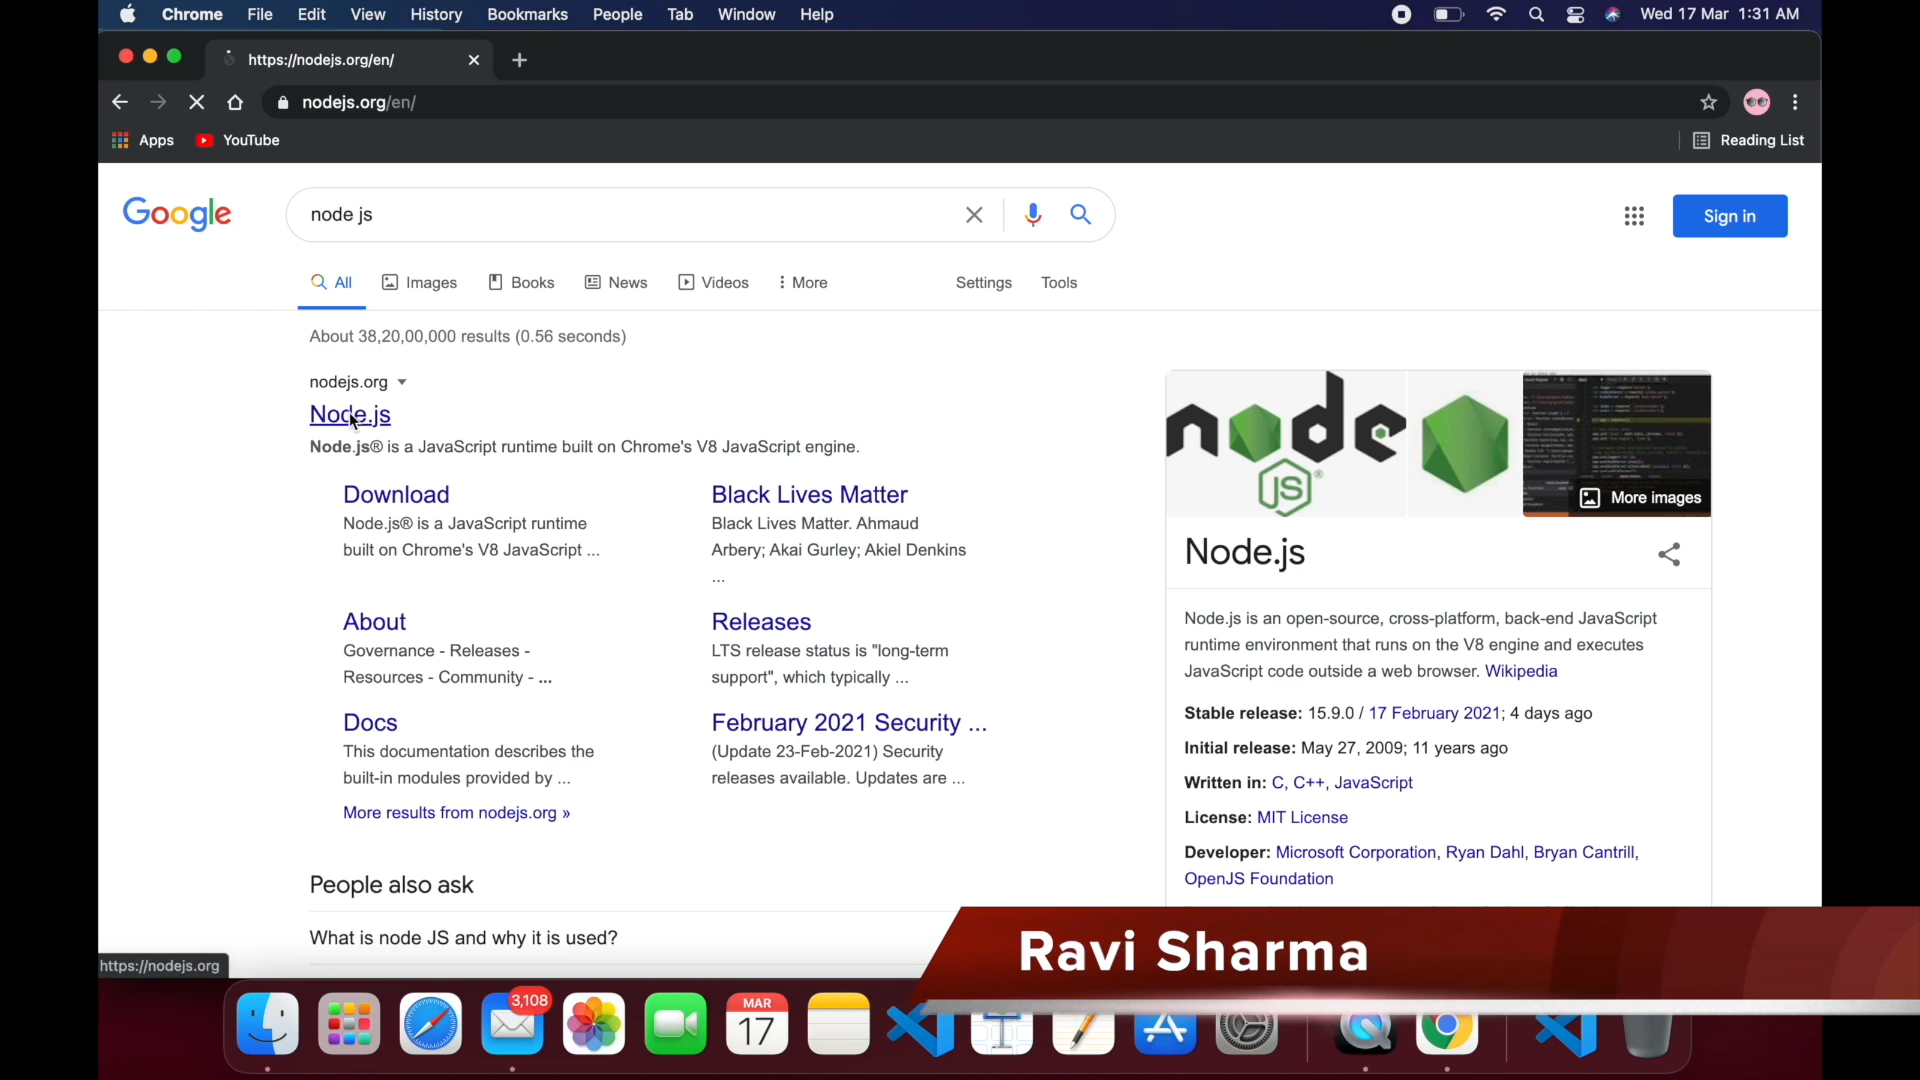 Chrome File Edit View History Bookmarks People Tab Window Help
Wed 17 Mar 1:31 AM
https://nodejs.org/en/
nodejs.org/en/
Apps YouTube
Reading List
Google
node js
Sign in
All Images Books News Videos More Settings Tools
About 38,20,00,000 results (0.56 seconds)
nodejs.org
Node.js
Node.js® is a JavaScript runtime built on Chrome's V8 JavaScript engine.
Download
Node.js® is a JavaScript runtime
built on Chrome's V8 JavaScript ...
Black Lives Matter
Black Lives Matter. Ahmaud
Arbery; Akai Gurley; Akiel Denkins
...
About
Governance - Releases -
Resources - Community - ...
Releases
LTS release status is "long-term
support", which typically ...
Docs
This documentation describes the
built-in modules provided by ...
February 2021 Security ...
(Update 23-Feb-2021) Security
releases available. Updates are ...
More results from nodejs.org »
People also ask
What is node JS and why it is used?
node
JS®
More images
Node.js
Node.js is an open-source, cross-platform, back-end JavaScript
runtime environment that runs on the V8 engine and executes
JavaScript code outside a web browser. Wikipedia
Stable release: 15.9.0 / 17 February 2021; 4 days ago
Initial release: May 27, 2009; 11 years ago
Written in: C, C++, JavaScript
License: MIT License
Developer: Microsoft Corporation, Ryan Dahl, Bryan Cantrill,
OpenJS Foundation
Ravi Sharma
https://nodejs.org
3,108
MAR
17